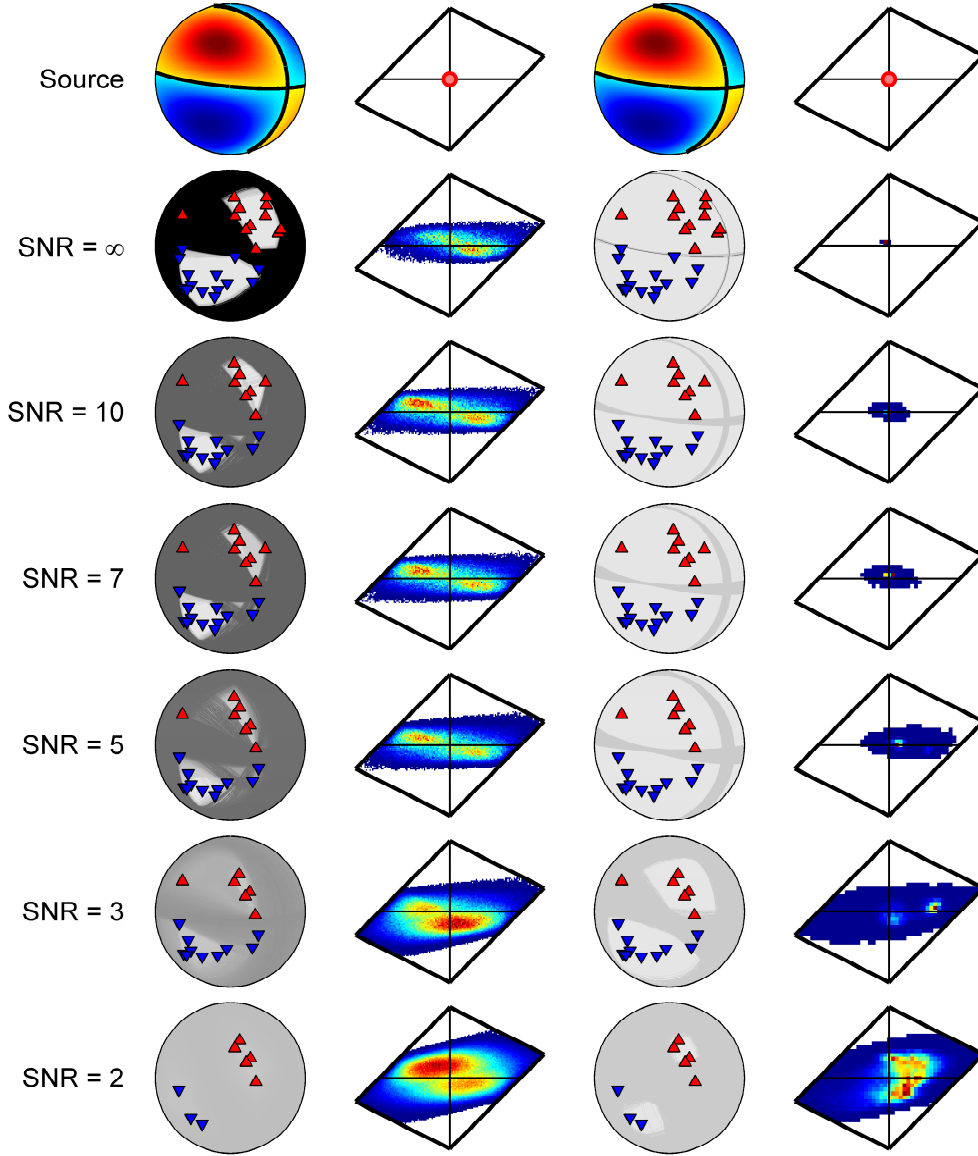 Source
SNR = ∞
SNR = 10
SNR = 7
SNR = 5
SNR = 3
SNR = 2